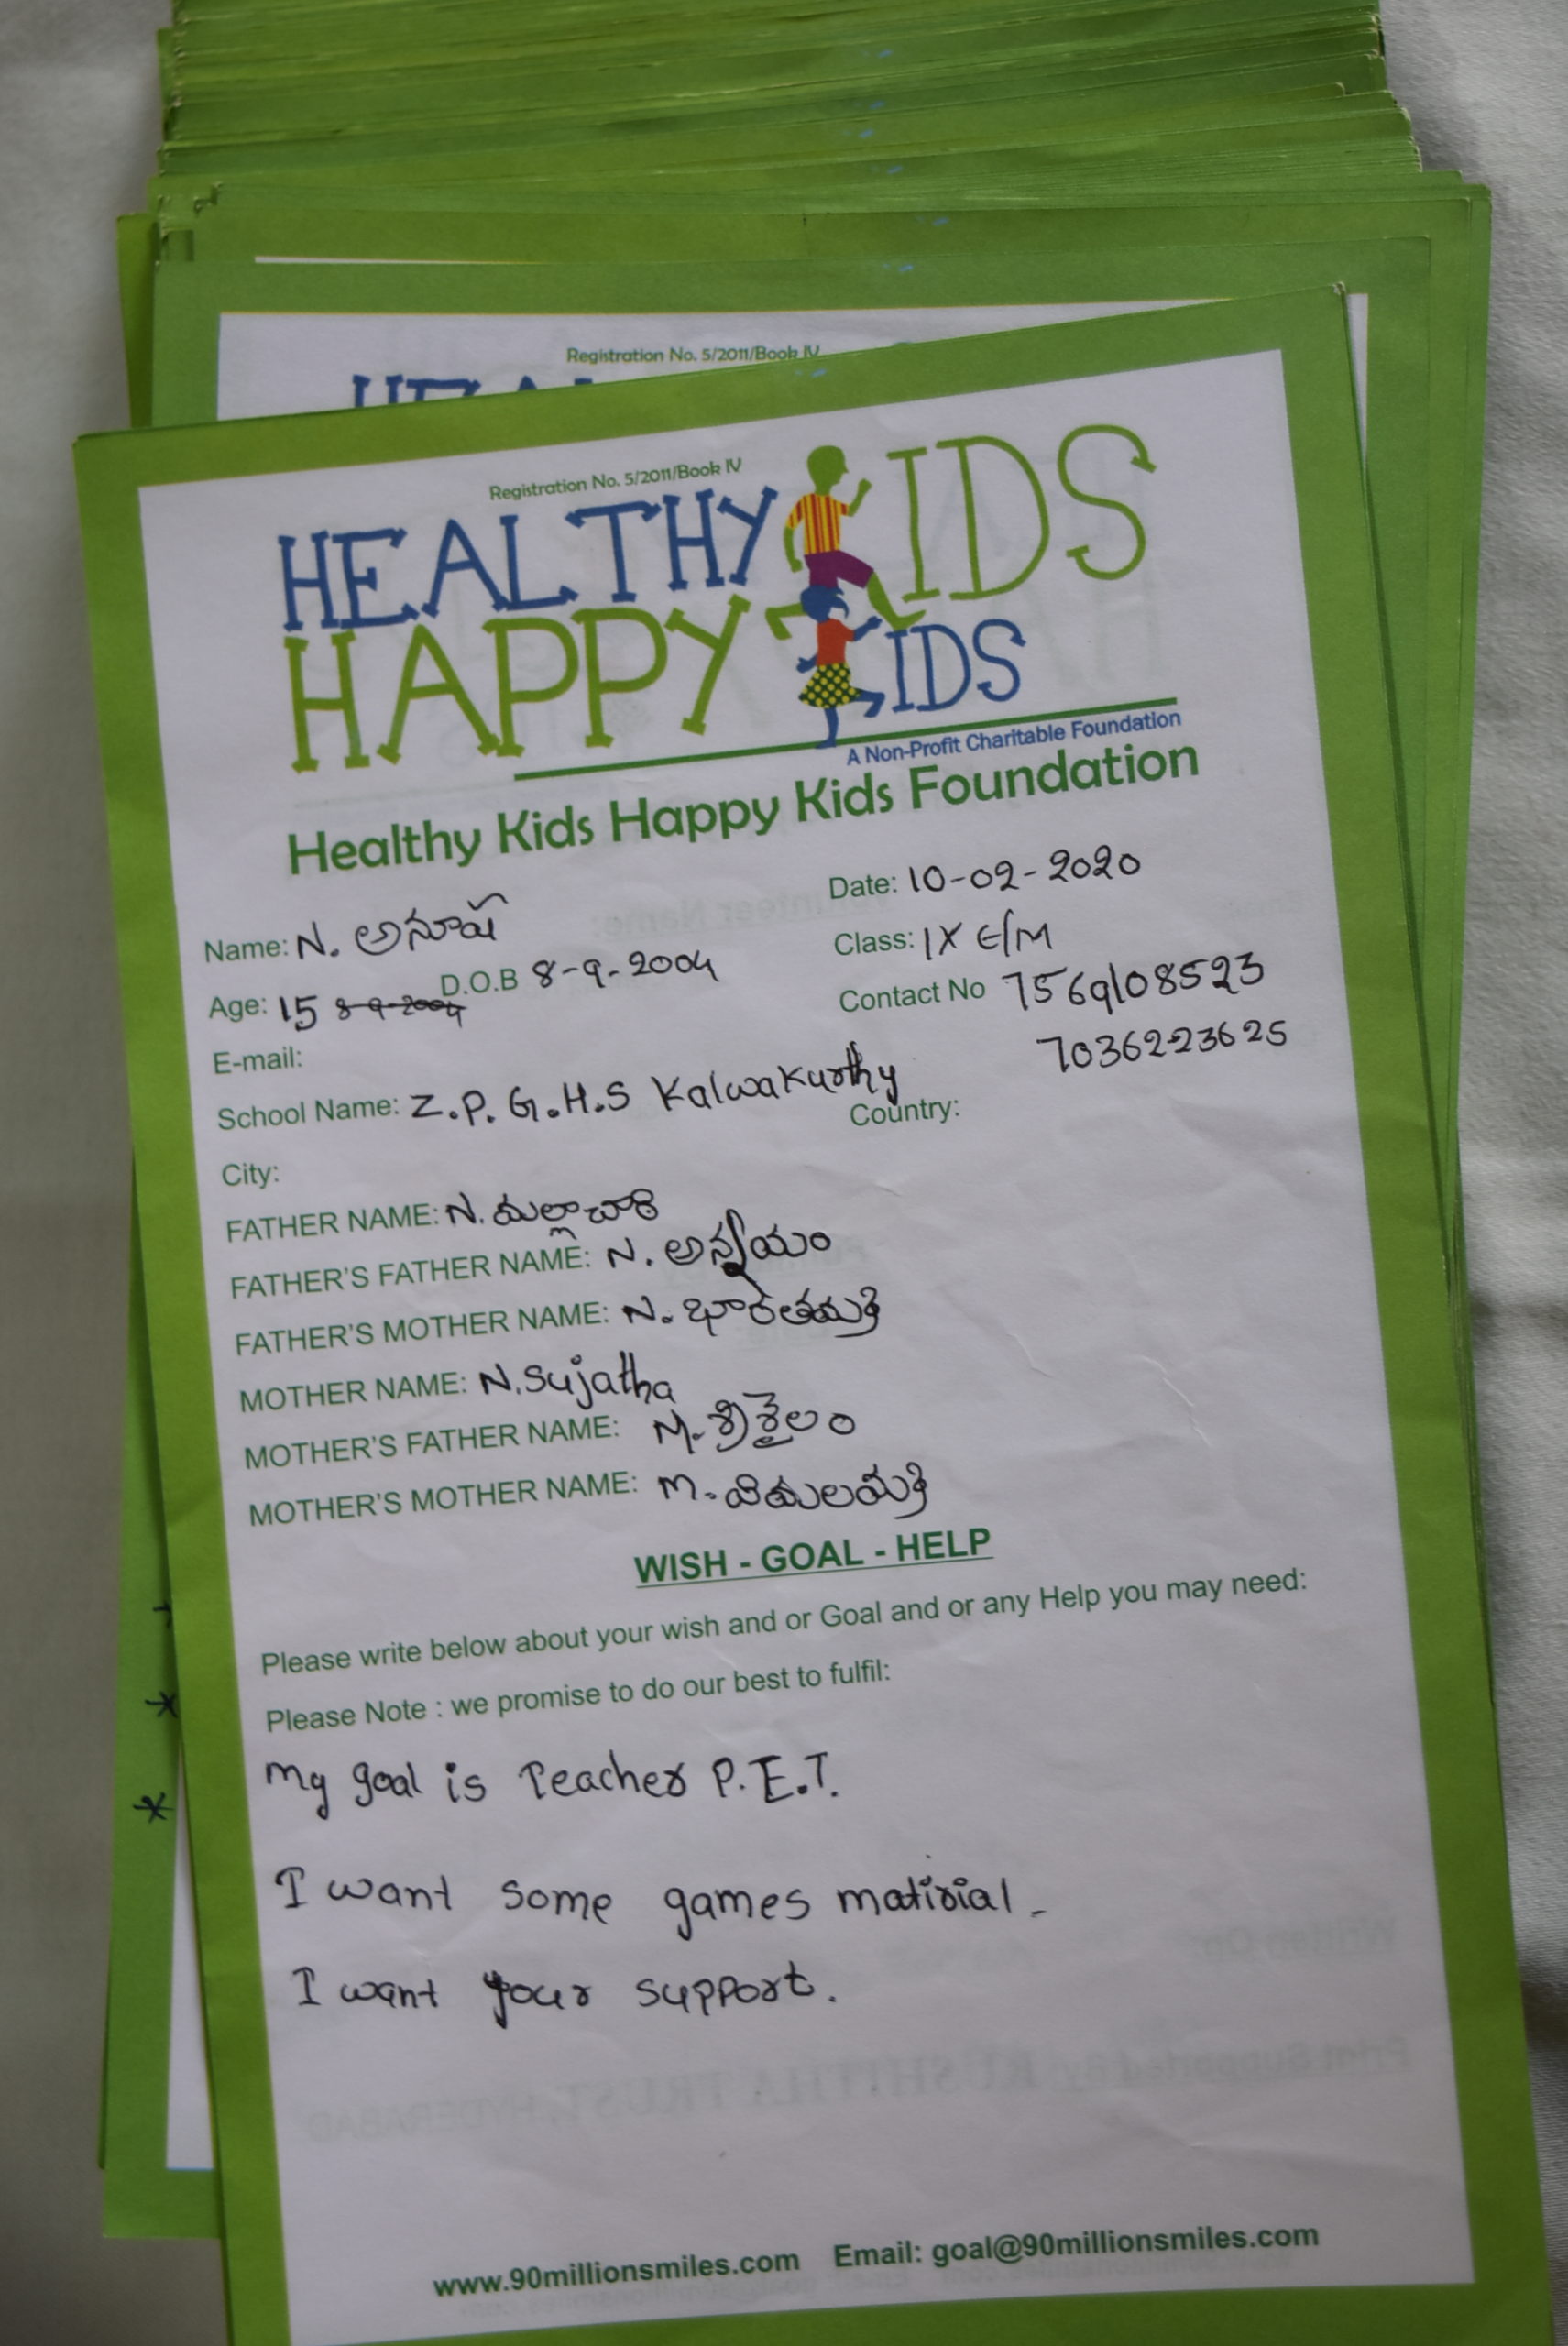 Registration No. 5/2011/Book IV
Registration No. 5/2011/Book IV
HEALTHY KIDS
HAPPY KIDS
A Non-Profit Charitable Foundation
Healthy Kids Happy Kids Foundation
Date: 10-02-2020
Name: N. అనూష
Class: IX E/M
D.O.B 8-9-2004
Age: 15 8-9-2004
Contact No 7569108523
7036223625
E-mail:
School Name: Z.P.G.H.S Kalwakurthy
Country:
City:
FATHER NAME: N. మల్లాచారి
FATHER'S FATHER NAME: N. అన్వయం
FATHER'S MOTHER NAME: N. భారతమ్మ
MOTHER NAME: N.Sujatha
MOTHER'S FATHER NAME: M. శ్రీశైలం
MOTHER'S MOTHER NAME: M. విమలమ్మ
WISH - GOAL - HELP
Please write below about your wish and or Goal and or any Help you may need:
Please Note : we promise to do our best to fulfil:
My goal is Teacher P.E.T.
I want some games matirial.
I want your support.
www.90millionsmiles.com Email: goal@90millionsmiles.com